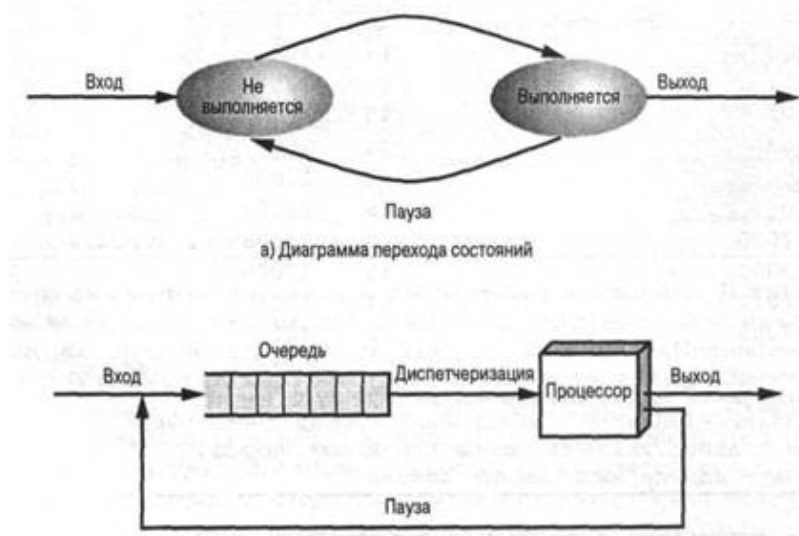 Вход
Не
выполняется
Выполняется
Выход
Пауза
а) Диаграмма перехода состояний
Очередь
Вход
Диспетчеризация
Процессор
Выход
Пауза